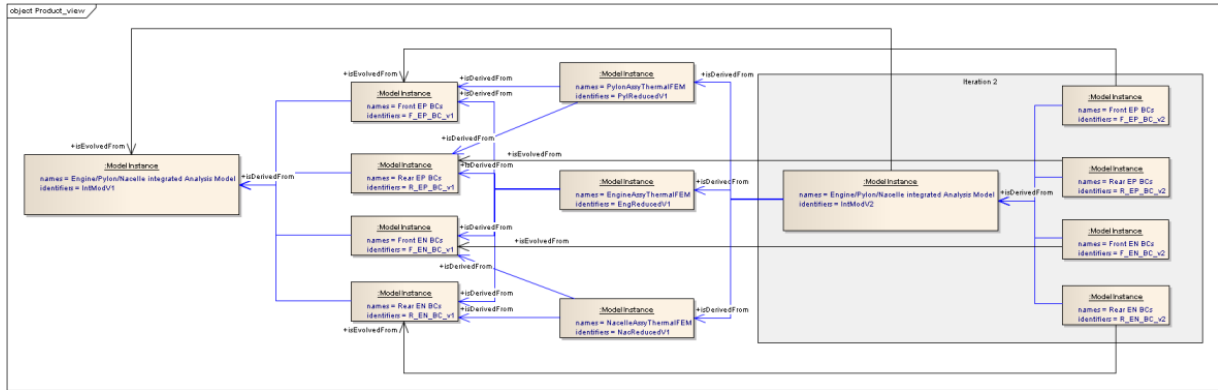 object Product_view
+isEvolvedFrom
:ModelInstance
names = Engine/Pylon/Nacelle integrated Analysis Model
identifiers = IntModV1
+isDerivedFrom
+isEvolvedFrom
:ModelInstance
names = Front EP BCs
identifiers = F_EP_BC_v1
+isDerivedFrom
+isDerivedFrom
:ModelInstance
names = Rear EP BCs
identifiers = R_EP_BC_v1
+isDerivedFrom
+isEvolvedFrom
+isDerivedFrom
:ModelInstance
names = Front EN BCs
identifiers = F_EN_BC_v1
+isDerivedFrom
+isEvolvedFrom
+isDerivedFrom
:ModelInstance
names = Rear EN BCs
identifiers = R_EN_BC_v1
+isDerivedFrom
+isDerivedFrom
+isEvolvedFrom
:ModelInstance
names = PylonAssyThermalFEM
identifiers = PylReducedV1
+isDerivedFrom
:ModelInstance
names = EngineAssyThermalFEM
identifiers = EngReducedV1
+isDerivedFrom
:ModelInstance
names = NacelleAssyThermalFEM
identifiers = NacReducedV1
+isDerivedFrom
Iteration 2
:ModelInstance
names = Engine/Pylon/Nacelle integrated Analysis Model
identifiers = IntModV2
+isDerivedFrom
:ModelInstance
names = Front EP BCs
identifiers = F_EP_BC_v2
:ModelInstance
names = Rear EP BCs
identifiers = R_EP_BC_v2
:ModelInstance
names = Front EN BCs
identifiers = F_EN_BC_v2
:ModelInstance
names = Rear EN BCs
identifiers = R_EN_BC_v2